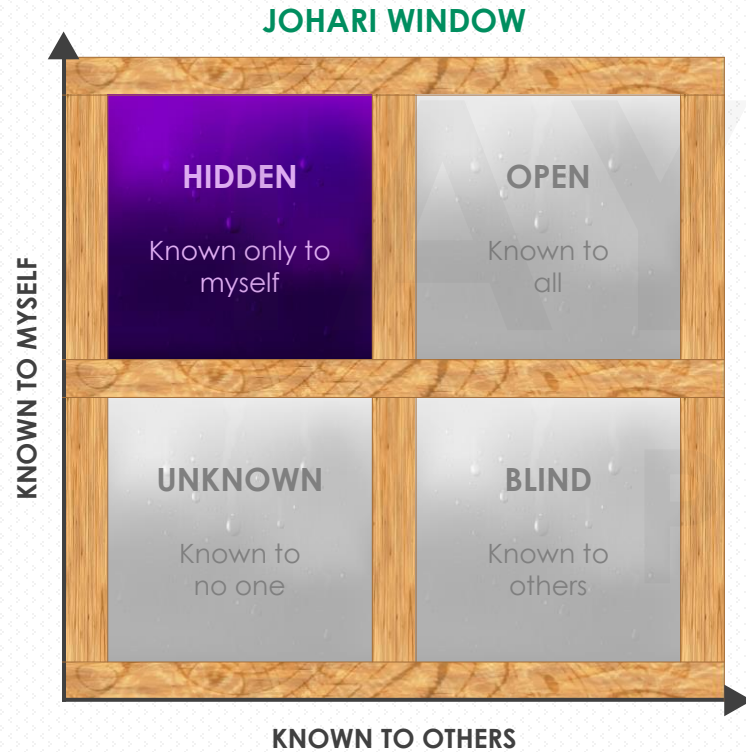 JOHARI WINDOW
KNOWN TO MYSELF
HIDDEN
Known only to
myself
OPEN
Known to
all
UNKNOWN
Known to
no one
BLIND
Known to
others
KNOWN TO OTHERS